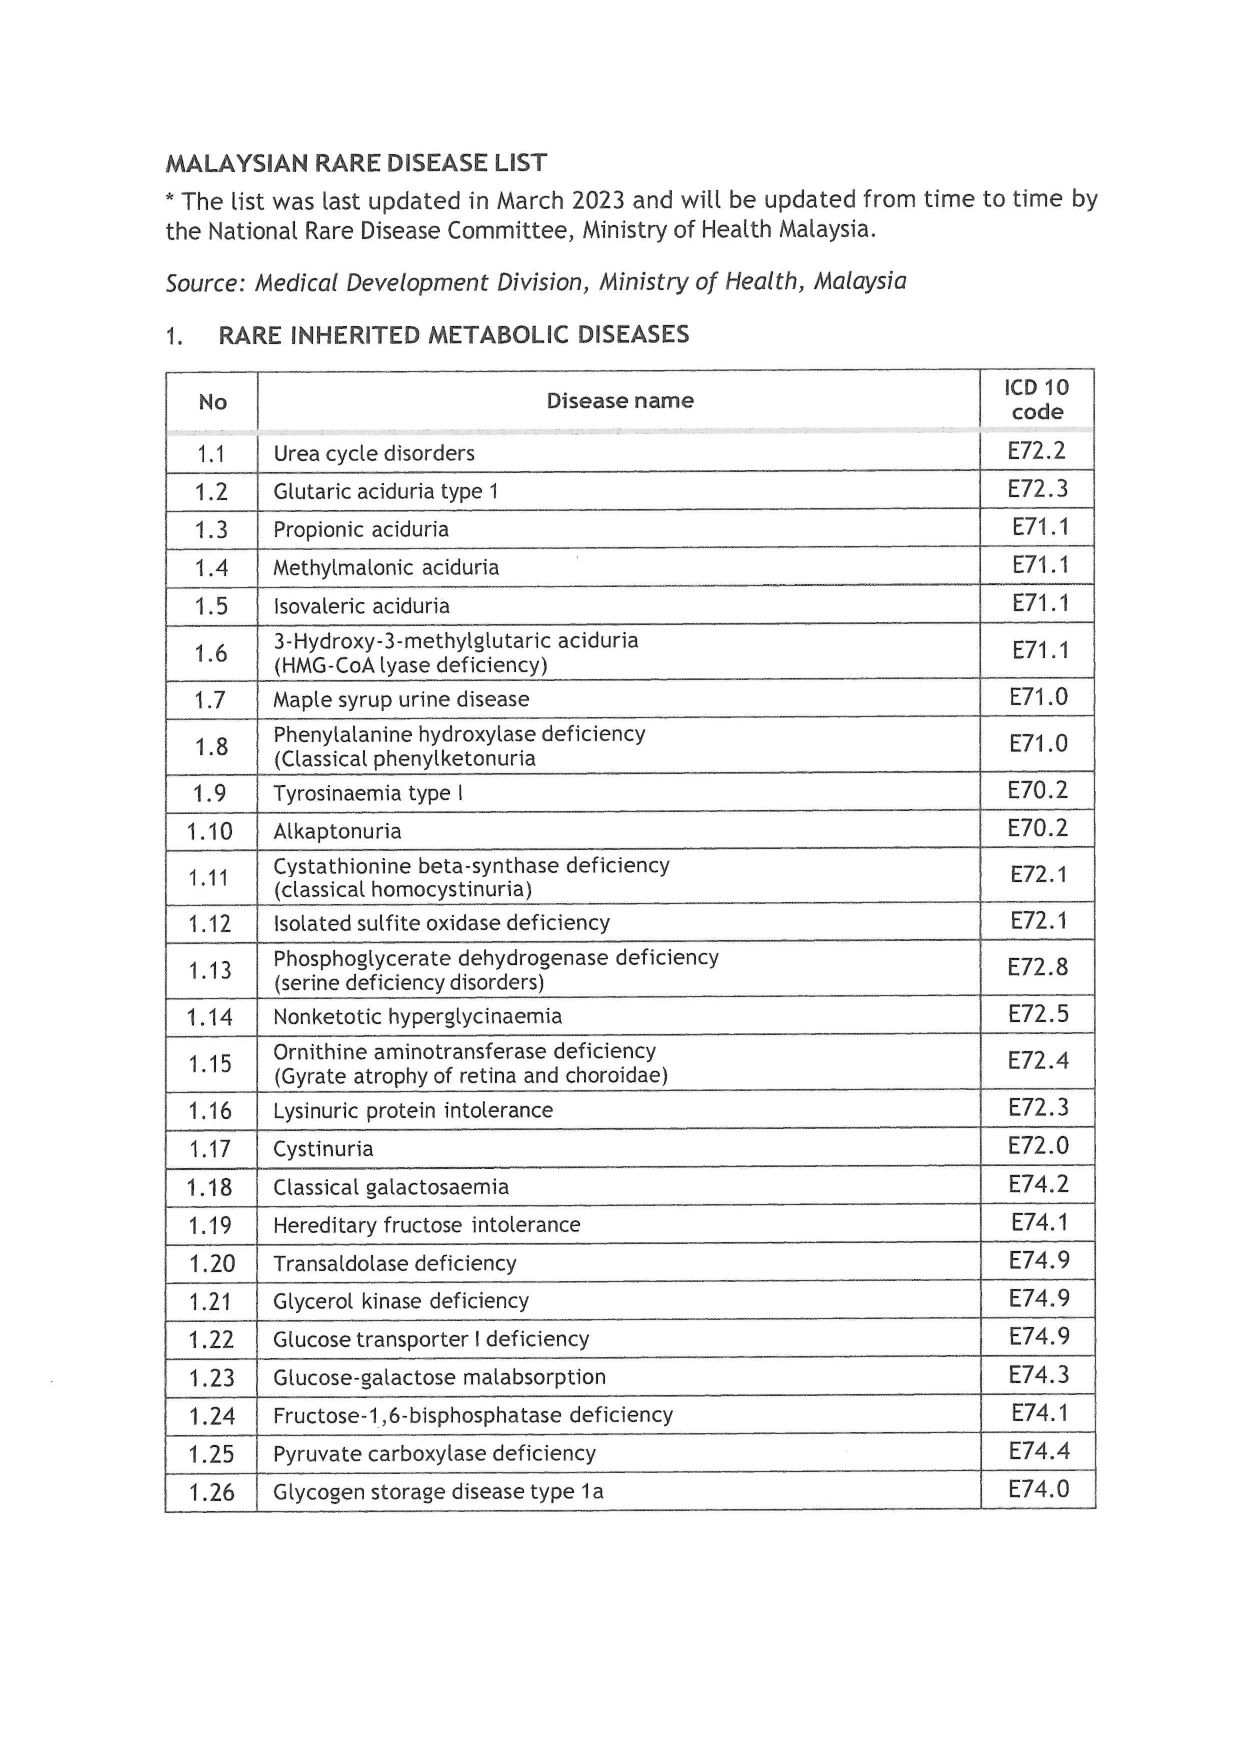 MALAYSIAN RARE DISEASE LIST
* The list was last updated in March 2023 and will be updated from time to time by
the National Rare Disease Committee, Ministry of Health Malaysia.
Source: Medical Development Division, Ministry of Health, Malaysia
1. RARE INHERITED METABOLIC DISEASES
No Disease name ICD 10 code
1.1 Urea cycle disorders E72.2
1.2 Glutaric aciduria type 1 E72.3
1.3 Propionic aciduria E71.1
1.4 Methylmalonic aciduria E71.1
1.5 Isovaleric aciduria E71.1
1.6 3-Hydroxy-3-methylglutaric aciduria
(HMG-CoA lyase deficiency) E71.1
1.7 Maple syrup urine disease E71.0
1.8 Phenylalanine hydroxylase deficiency
(Classical phenylketonuria E71.0
1.9 Tyrosinaemia type I E70.2
1.10 Alkaptonuria E70.2
1.11 Cystathionine beta-synthase deficiency
(classical homocystinuria) E72.1
1.12 Isolated sulfite oxidase deficiency E72.1
1.13 Phosphoglycerate dehydrogenase deficiency
(serine deficiency disorders) E72.8
1.14 Nonketotic hyperglycinaemia E72.5
1.15 Ornithine aminotransferase deficiency
(Gyrate atrophy of retina and choroidae) E72.4
1.16 Lysinuric protein intolerance E72.3
1.17 Cystinuria E72.0
1.18 Classical galactosaemia E74.2
1.19 Hereditary fructose intolerance E74.1
1.20 Transaldolase deficiency E74.9
1.21 Glycerol kinase deficiency E74.9
1.22 Glucose transporter I deficiency E74.9
1.23 Glucose-galactose malabsorption E74.3
1.24 Fructose-1,6-bisphosphatase deficiency E74.1
1.25 Pyruvate carboxylase deficiency E74.4
1.26 Glycogen storage disease type 1a E74.0